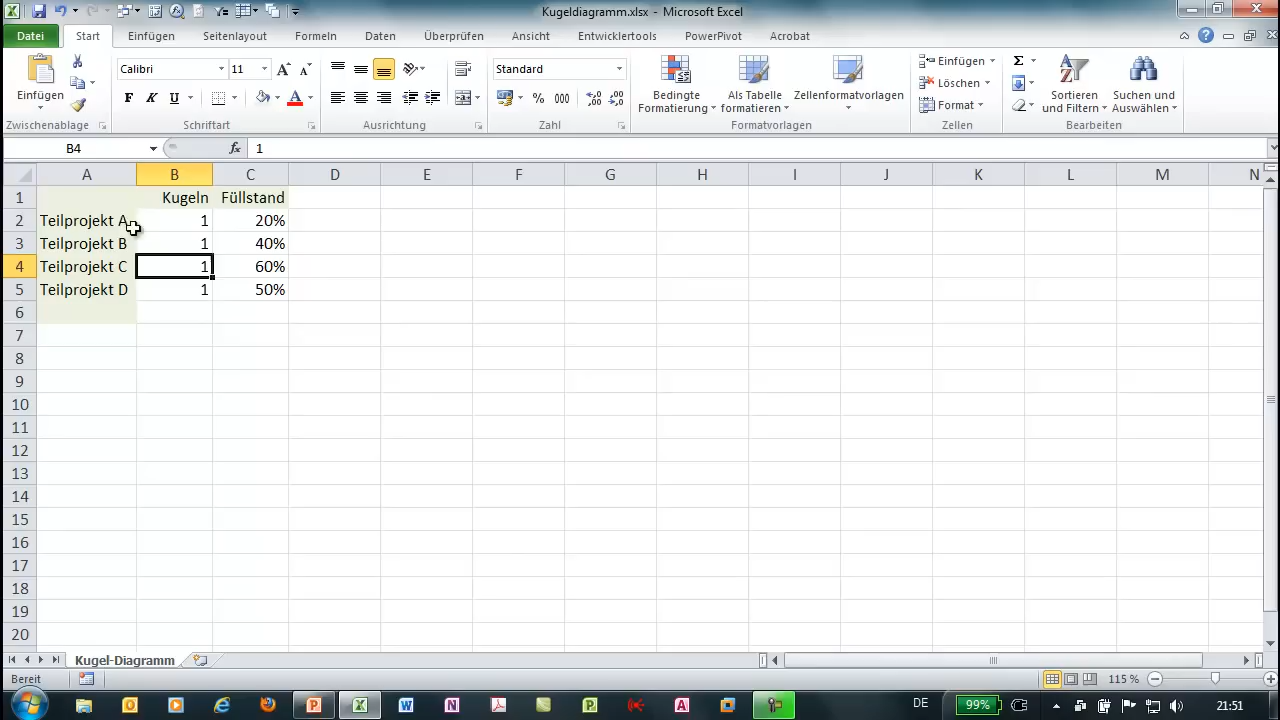 Kugeldiagramm.xlsx - Microsoft Excel
Datei Start Einfügen Seitenlayout Formeln Daten Überprüfen Ansicht Entwicklertools PowerPivot Acrobat
Einfügen
Zwischenablage
Calibri 11
F K U
Schriftart
Ausrichtung
Standard
% 000
Zahl
Bedingte Formatierung
Als Tabelle formatieren
Zellenformatvorlagen
Formatvorlagen
Einfügen
Löschen
Format
Zellen
Sortieren und Filtern
Suchen und Auswählen
Bearbeiten
B4 fx 1
A B C D E F G H I J K L M N
1 Kugeln Füllstand
2 Teilprojekt A 1 20%
3 Teilprojekt B 1 40%
4 Teilprojekt C 1 60%
5 Teilprojekt D 1 50%
6
7
8
9
10
11
12
13
14
15
16
17
18
19
20
Kugel-Diagramm
Bereit 115 %
DE 99% 21:51